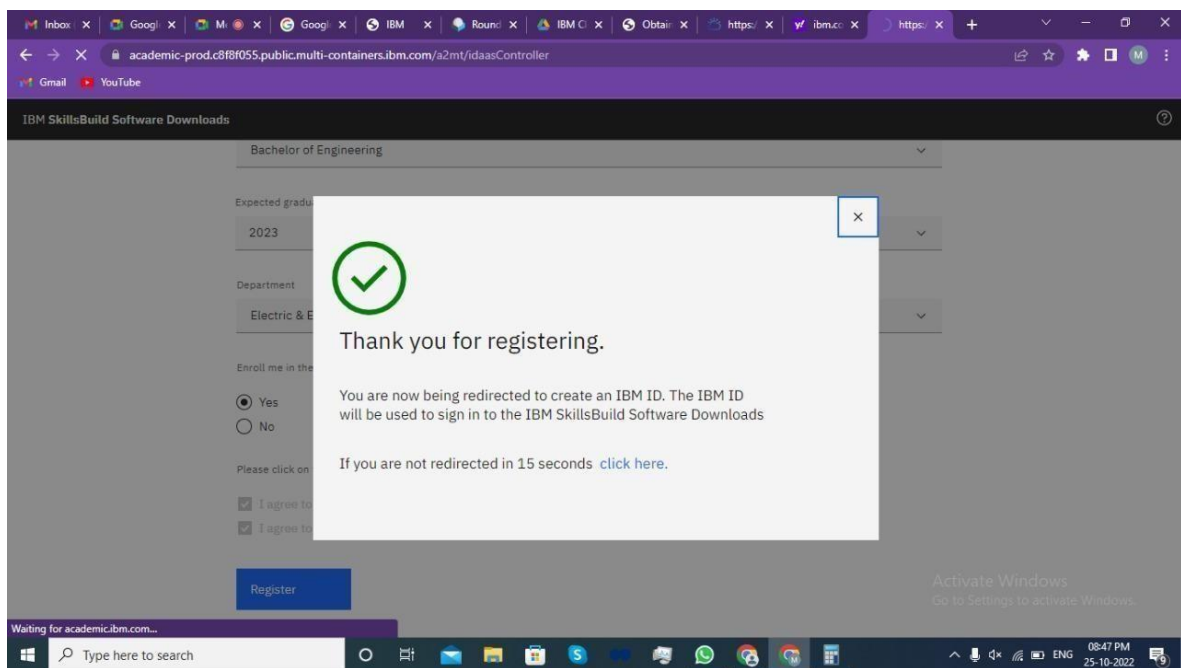 Inbox
Googl
M
Googl
IBM
Round
IBM Cl
Obtain
https:/
ibm.cc
https:/
academic-prod.c8f8f055.public.multi-containers.ibm.com/a2mt/idaasController
M
Gmail
YouTube
IBM SkillsBuild Software Downloads
Bachelor of Engineering
Expected gradu
2023
Department
Electric & E
Enroll me in the
Yes
No
Please click on
I agree to
I agree to
Register
Thank you for registering.
You are now being redirected to create an IBM ID. The IBM ID
will be used to sign in to the IBM SkillsBuild Software Downloads
If you are not redirected in 15 seconds click here.
Activate Windows
Go to Settings to activate Windows.
Waiting for academic.ibm.com...
Type here to search
ENG
08:47 PM
25-10-2022